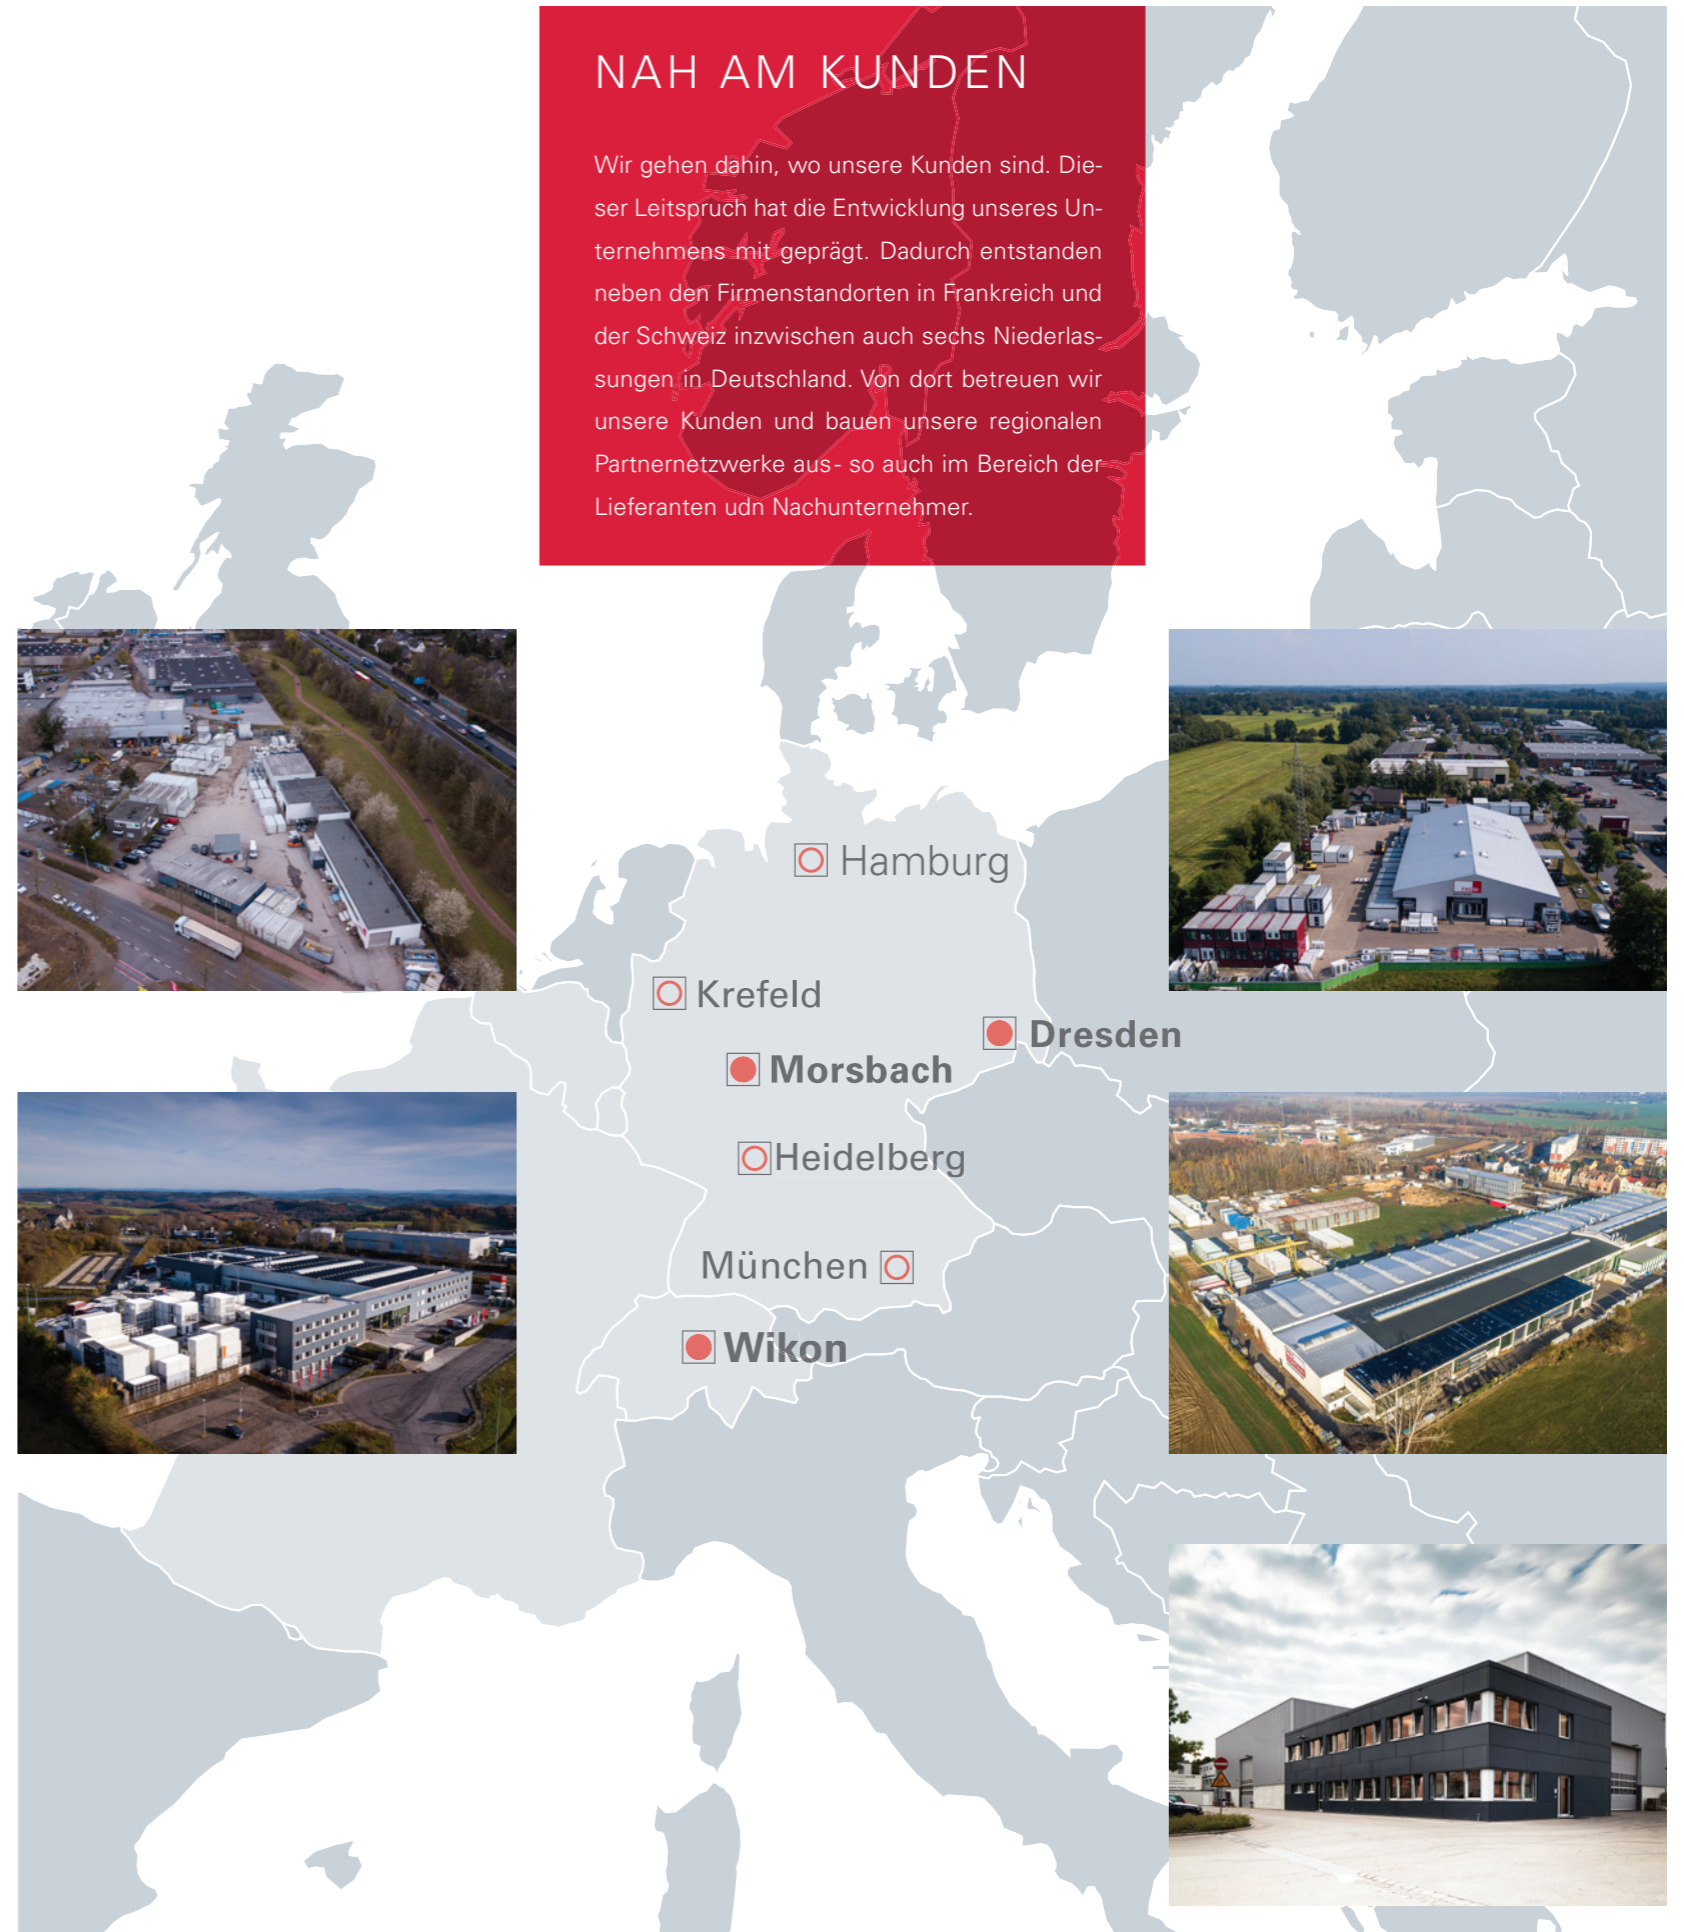 NAH AM KUNDEN
Wir gehen dahin, wo unsere Kunden sind. Die-
ser Leitspruch hat die Entwicklung unseres Un-
ternehmens mit geprägt. Dadurch entstanden
neben den Firmenstandorten in Frankreich und
der Schweiz inzwischen auch sechs Niederlas-
sungen in Deutschland. Von dort betreuen wir
unsere Kunden und bauen unsere regionalen
Partnernetzwerke aus - so auch im Bereich der
Lieferanten udn Nachunternehmer.
Hamburg
Krefeld
Dresden
Morsbach
Heidelberg
München
Wikon